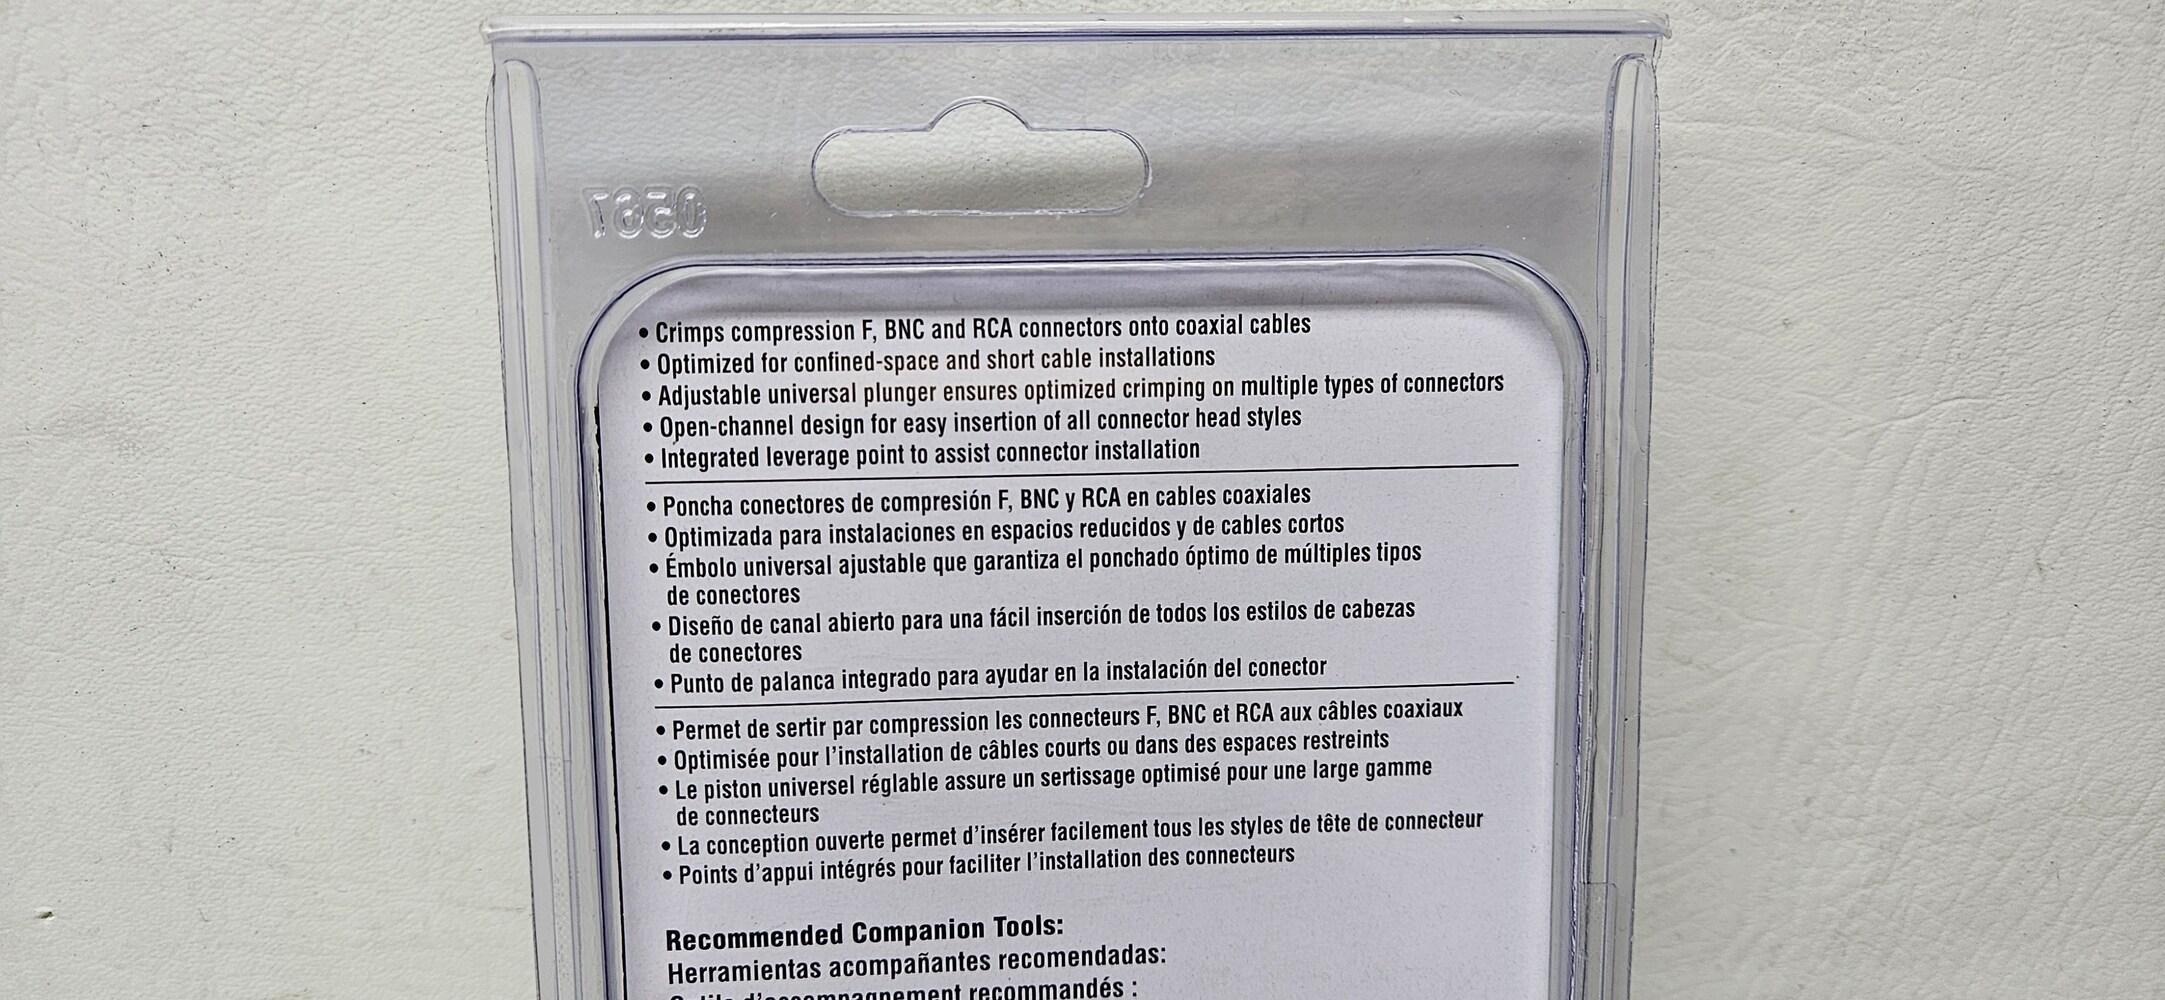 0567
• Crimps compression F, BNC and RCA connectors onto coaxial cables
• Optimized for confined-space and short cable installations
• Adjustable universal plunger ensures optimized crimping on multiple types of connectors
• Open-channel design for easy insertion of all connector head styles
• Integrated leverage point to assist connector installation
• Poncha conectores de compresión F, BNC y RCA en cables coaxiales
• Optimizada para instalaciones en espacios reducidos y de cables cortos
• Émbolo universal ajustable que garantiza el ponchado óptimo de múltiples tipos
de conectores
• Diseño de canal abierto para una fácil inserción de todos los estilos de cabezas
de conectores
• Punto de palanca integrado para ayudar en la instalación del conector
• Permet de sertir par compression les connecteurs F, BNC et RCA aux câbles coaxiaux
• Optimisée pour l'installation de câbles courts ou dans des espaces restreints
• Le piston universel réglable assure un sertissage optimisé pour une large gamme
de connecteurs
• La conception ouverte permet d'insérer facilement tous les styles de tête de connecteur
• Points d'appui intégrés pour faciliter l'installation des connecteurs
Recommended Companion Tools:
Herramientas acompañantes recomendadas:
Outils d'accompagnement recommandés :